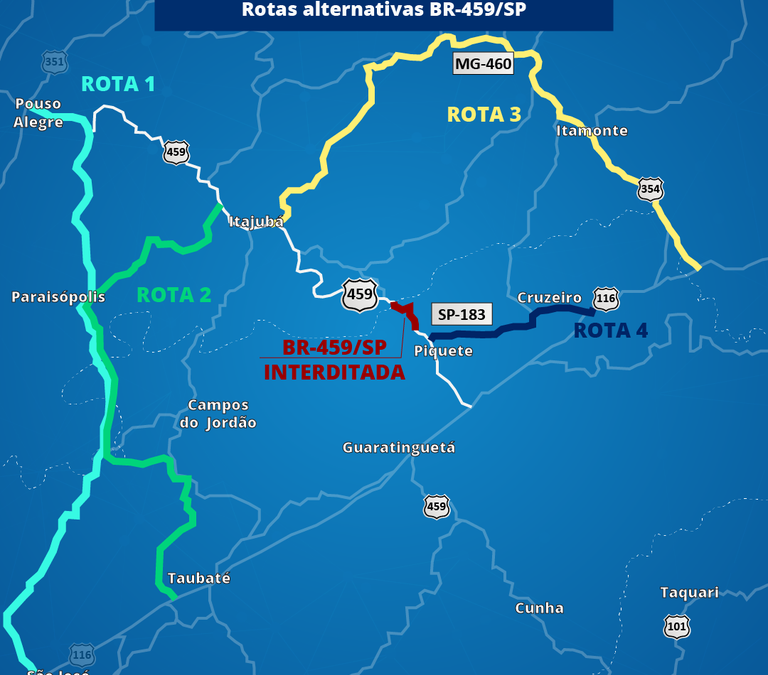 Rotas alternativas BR-459/SP
351
ROTA 1
Pouso
Alegre
459
MG-460
ROTA 3
Itamonte
354
Itajubá
ROTA 2
Paraisópolis
459
SP-183
Cruzeiro
116
ROTA 4
BR-459/SP
INTERDITADA
Piquete
Campos
do Jordão
Guaratinguetá
459
Taubaté
Cunha
Taquari
101
116
São José